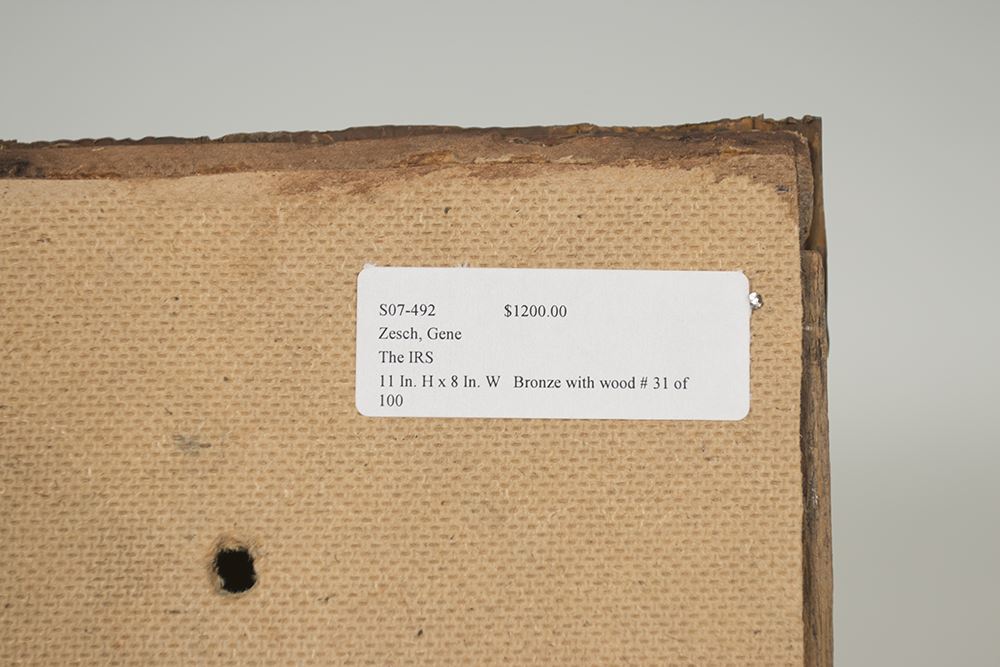 S07-492 $1200.00
Zesch, Gene
The IRS
11 In. H x 8 In. W Bronze with wood # 31 of
100